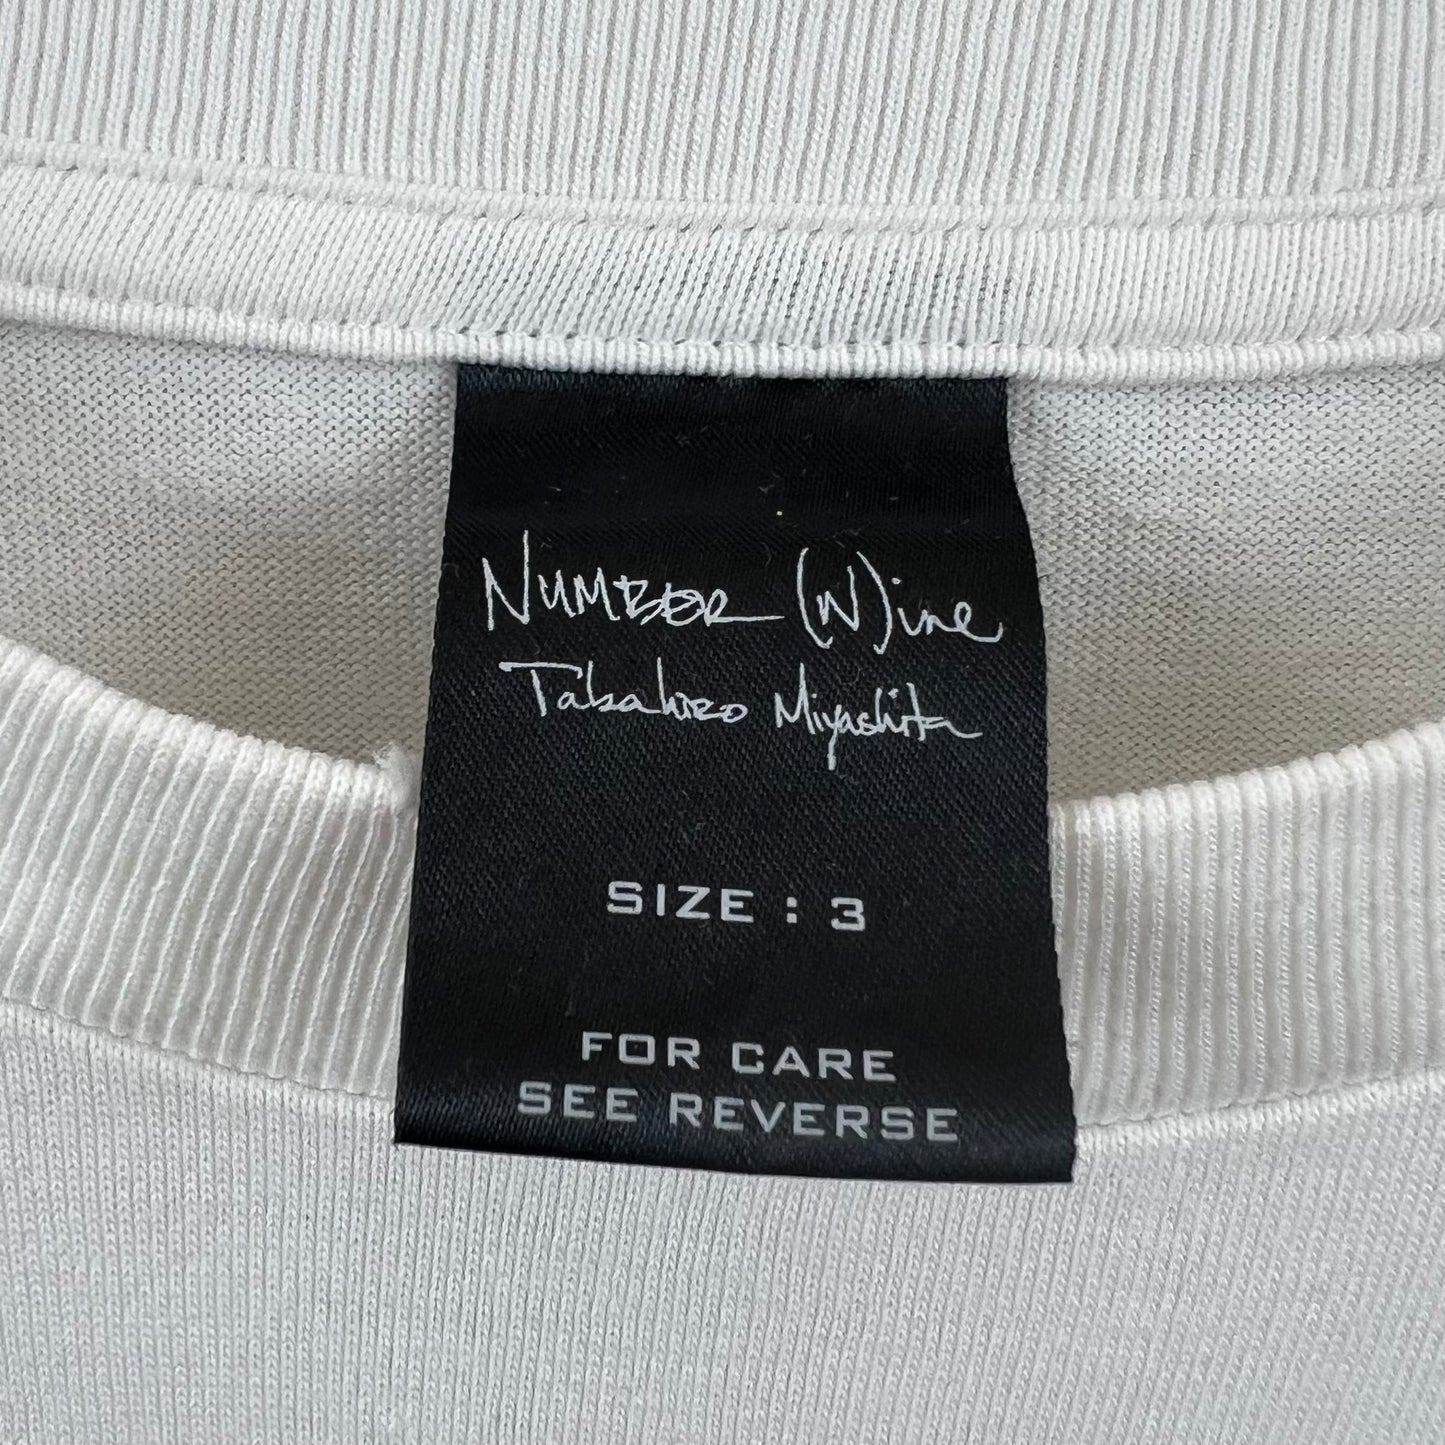 NUMBER (N)ine
Takahiro Miyashita
SIZE : 3
FOR CARE
SEE REVERSE